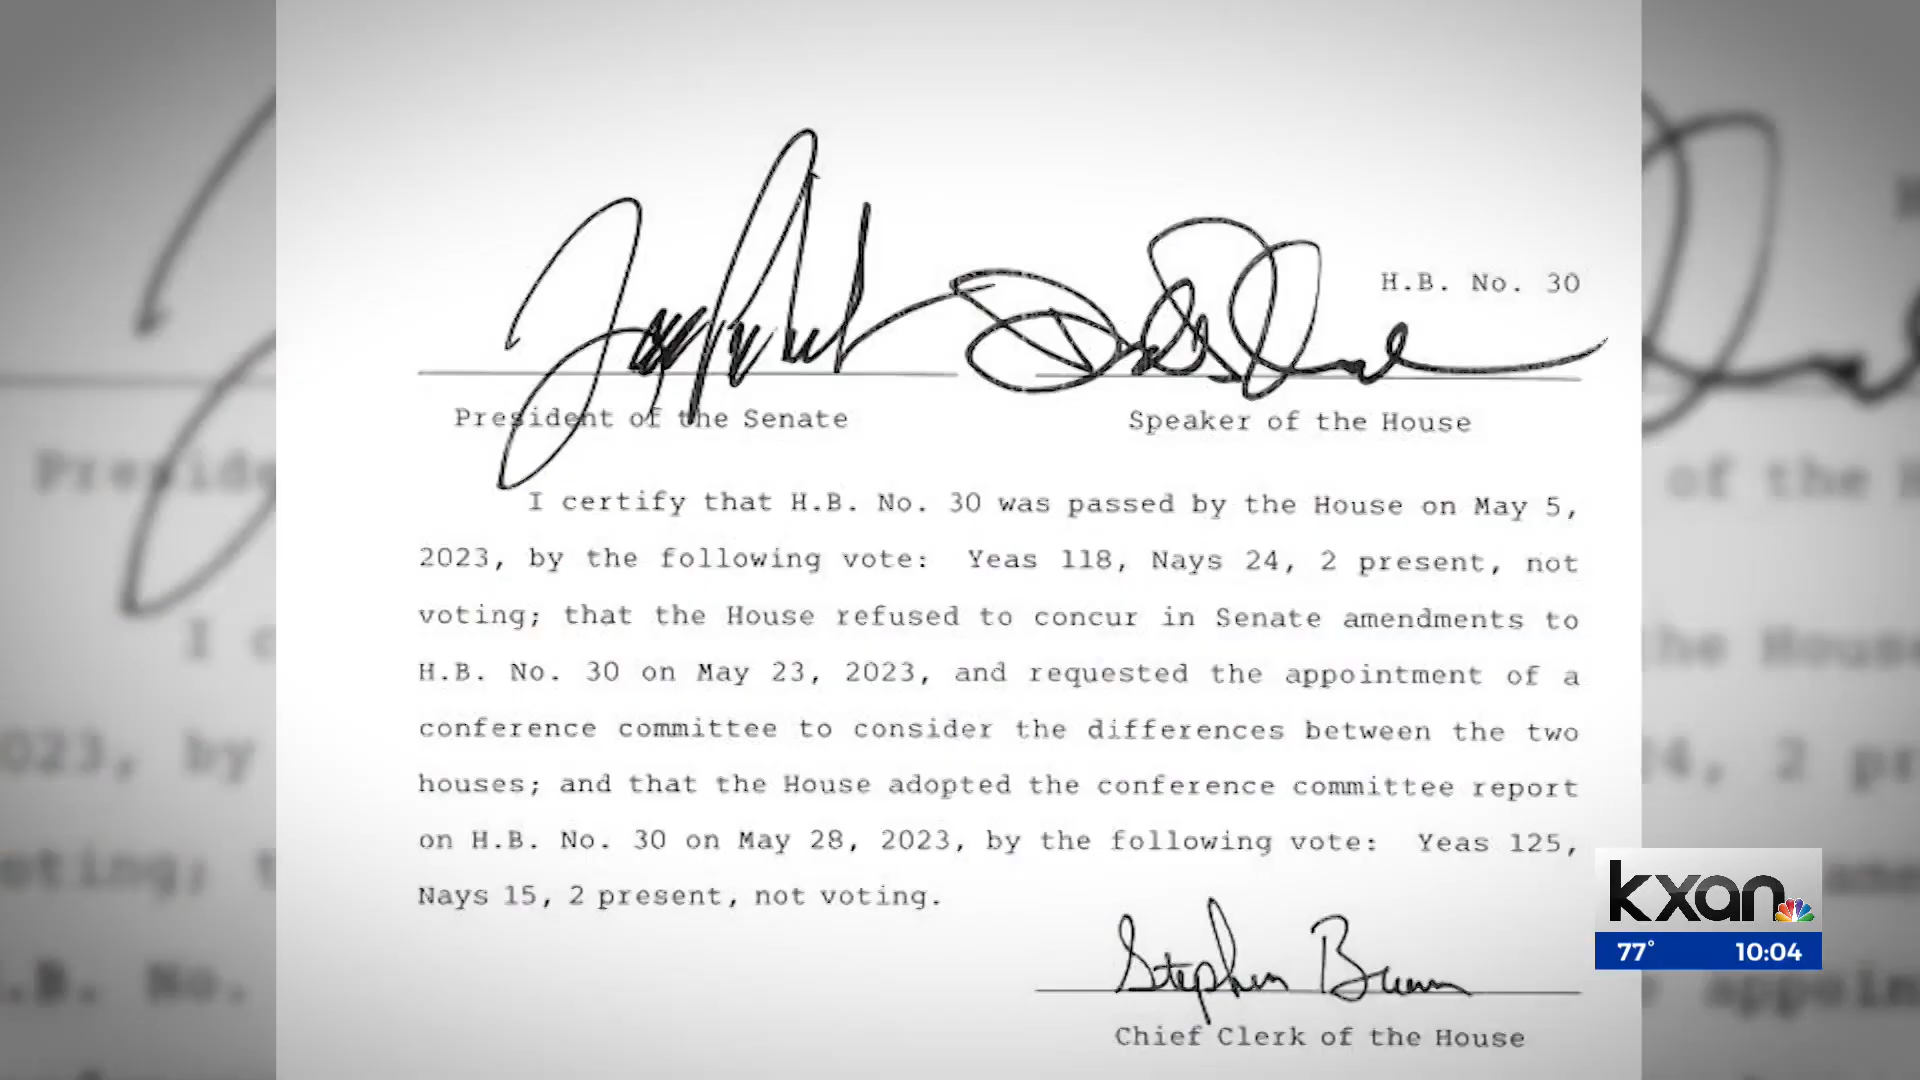 H.B. No. 30
President of the Senate
Speaker of the House
I certify that H.B. No. 30 was passed by the House on May 5,
2023, by the following vote: Yeas 118, Nays 24, 2 present, not
voting; that the House refused to concur in Senate amendments to
H.B. No. 30 on May 23, 2023, and requested the appointment of a
conference committee to consider the differences between the two
houses; and that the House adopted the conference committee report
on H.B. No. 30 on May 28, 2023, by the following vote: Yeas 125,
Nays 15, 2 present, not voting.
Stephen Brown
Chief Clerk of the House
kxan
77° 10:04